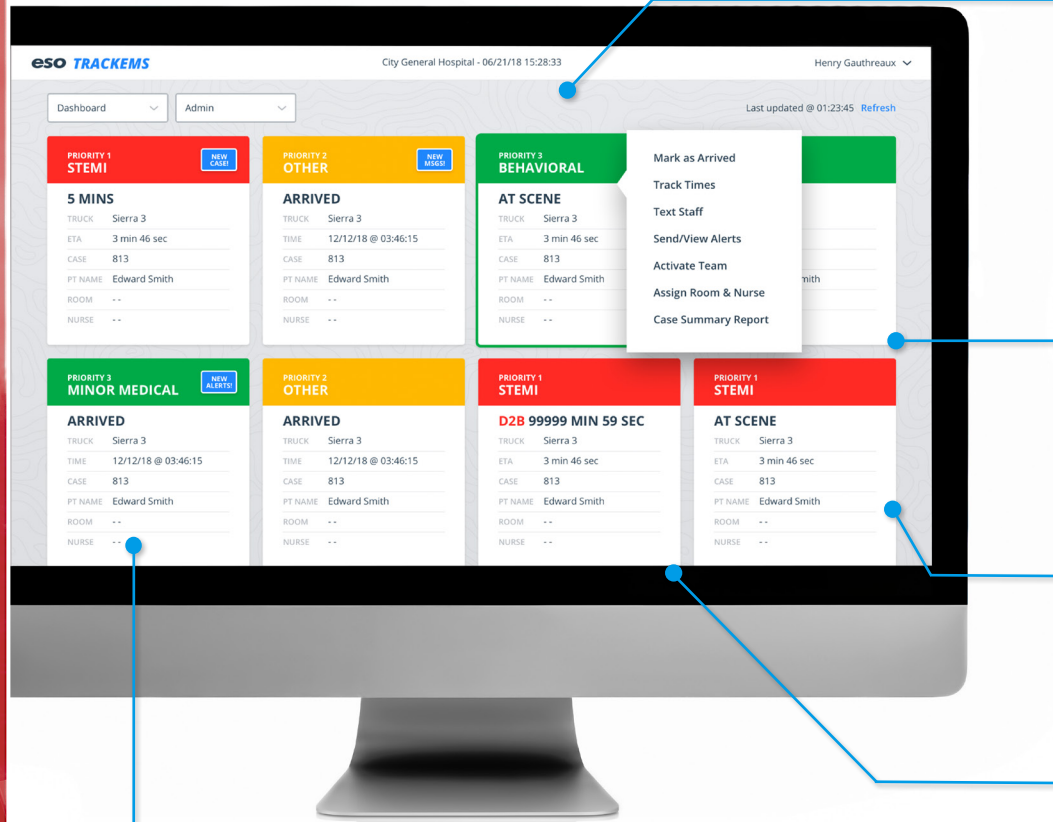 eso TRACKEMS
City General Hospital - 06/21/18 15:28:33
Henry Gauthreaux
Dashboard
Admin
Last updated @ 01:23:45 Refresh
PRIORITY 1
STEMI
NEW
CASE!
5 MINS
TRUCK Sierra 3
ETA 3 min 46 sec
CASE 813
PT NAME Edward Smith
ROOM - -
NURSE - -
PRIORITY 2
OTHER
NEW
MSGS!
ARRIVED
TRUCK Sierra 3
TIME 12/12/18 @ 03:46:15
CASE 813
PT NAME Edward Smith
ROOM - -
NURSE - -
PRIORITY 3
BEHAVIORAL
AT SCENE
TRUCK Sierra 3
ETA 3 min 46 sec
CASE 813
PT NAME Edward Smith
ROOM - -
NURSE - -
Mark as Arrived
Track Times
Text Staff
Send/View Alerts
Activate Team
Assign Room & Nurse
Case Summary Report
PRIORITY 3
MINOR MEDICAL
NEW
ALERTS!
ARRIVED
TRUCK Sierra 3
TIME 12/12/18 @ 03:46:15
CASE 813
PT NAME Edward Smith
ROOM - -
NURSE - -
PRIORITY 2
OTHER
ARRIVED
TRUCK Sierra 3
TIME 12/12/18 @ 03:46:15
CASE 813
PT NAME Edward Smith
ROOM - -
NURSE - -
PRIORITY 1
STEMI
D2B 99999 MIN 59 SEC
TRUCK Sierra 3
ETA 3 min 46 sec
CASE 813
PT NAME Edward Smith
ROOM - -
NURSE - -
PRIORITY 1
STEMI
AT SCENE
TRUCK Sierra 3
ETA 3 min 46 sec
CASE 813
PT NAME Edward Smith
ROOM - -
NURSE - -